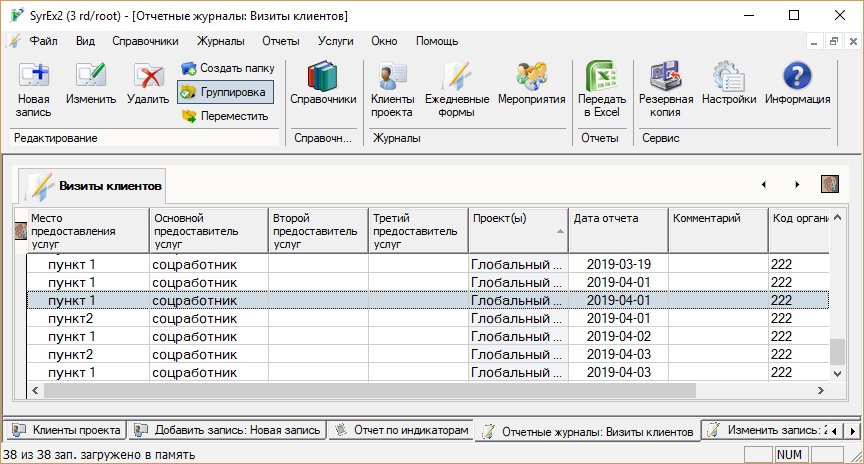 SyrEx2 (3 rd/root) - [Отчетные журналы: Визиты клиентов]
Файл Вид Справочники Журналы Отчеты Услуги Окно Помощь
Новая запись
Изменить
Удалить
Создать папку
Группировка
Переместить
Редактирование
Справочники
Справочн...
Клиенты проекта
Ежедневные формы
Мероприятия
Журналы
Передать в Excel
Отчеты
Резервная копия
Настройки
Информация
Сервис
Визиты клиентов
Место предоставления услуг
Основной предоставитель услуг
Второй предоставитель услуг
Третий предоставитель услуг
Проект(ы)
Дата отчета
Комментарий
Код органи
пункт 1 соцработник Глобальный ... 2019-03-19 222
пункт 1 соцработник Глобальный ... 2019-04-01 222
пункт 1 соцработник Глобальный ... 2019-04-01 222
пункт2 соцработник Глобальный ... 2019-04-01 222
пункт 1 соцработник Глобальный ... 2019-04-02 222
пункт2 соцработник Глобальный ... 2019-04-03 222
пункт 1 соцработник Глобальный ... 2019-04-03 222
Клиенты проекта Добавить запись: Новая запись Отчет по индикаторам Отчетные журналы: Визиты клиентов Изменить запись:
38 из 38 зап. загружено в память NUM